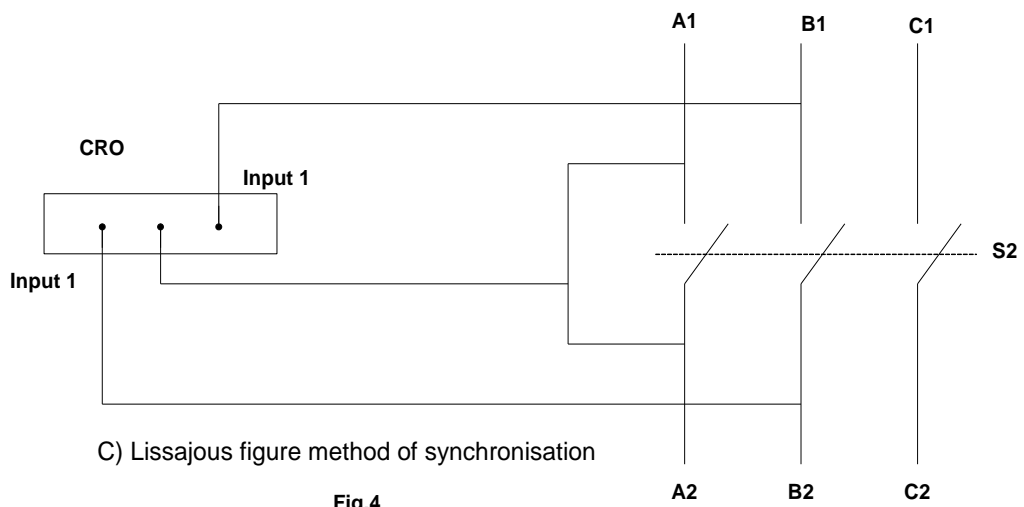 A1
B1
C1
CRO
Input 1
S2
Input 1
C) Lissajous figure method of synchronisation
A2
B2
C2
Fig 4